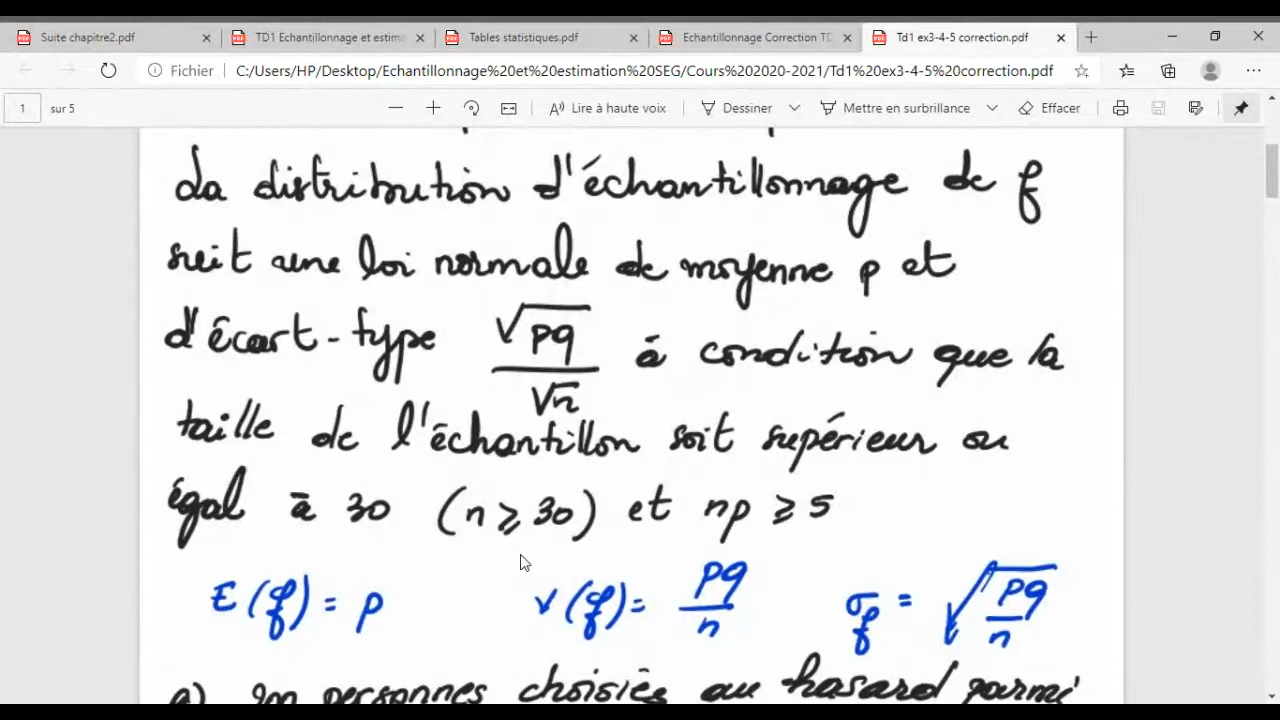 Suite chapitre2.pdf
TD1 Echantillonnage et estima
Tables statistiques.pdf
Echantillonnage Correction TD
Td1 ex3-4-5 correction.pdf
Fichier C:/Users/HP/Desktop/Echantillonnage%20et%20estimation%20SEG/Cours%202020-2021/Td1%20ex3-4-5%20correction.pdf
1 sur 5 Lire à haute voix Dessiner Mettre en surbrillance Effacer
La distribution d'échantillonnage de f
suit une loi normale de moyenne p et
d'écart-type √pq / √n à condition que la
taille de l'échantillon soit supérieur ou
égal à 30 (n ≥ 30) et np ≥ 5
E(f) = p V(f) = pq/n σf = √(pq/n)
a) personnes choisies au hasard parmi